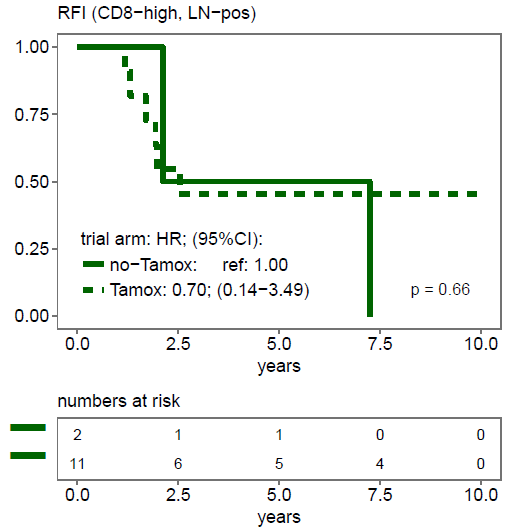 RFI (CD8−high, LN−pos)
1.00
0.75
0.50
0.25
0.00
trial arm: HR; (95%CI):
no−Tamox: ref: 1.00
Tamox: 0.70; (0.14−3.49)
p = 0.66
0.0 2.5 5.0 7.5 10.0
years
numbers at risk
2 1 1 0 0
11 6 5 4 0
0.0 2.5 5.0 7.5 10.0
years